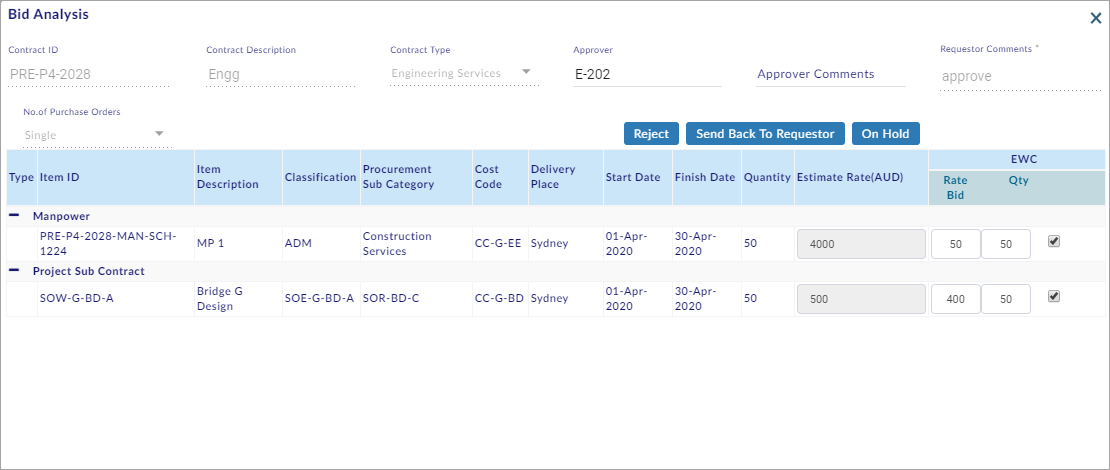 Bid Analysis
Contract ID
Contract Description
Contract Type
Approver
Requestor Comments *
PRE-P4-2028
Engg
Engineering Services
E-202
Approver Comments
approve
No.of Purchase Orders
Single
Reject
Send Back To Requestor
On Hold
Type
Item ID
Item
Description
Classification
Procurement
Sub Category
Cost
Code
Delivery
Place
Start Date
Finish Date
Quantity
Estimate Rate(AUD)
EWC
Rate
Bid
Qty
Manpower
PRE-P4-2028-MAN-SCH-
1224
MP 1
ADM
Construction
Services
CC-G-EE
Sydney
01-Apr-
2020
30-Apr-
2020
50
4000
50
50
Project Sub Contract
SOW-G-BD-A
Bridge G
Design
SOE-G-BD-A
SOR-BD-C
CC-G-BD
Sydney
01-Apr-
2020
30-Apr-
2020
50
500
400
50